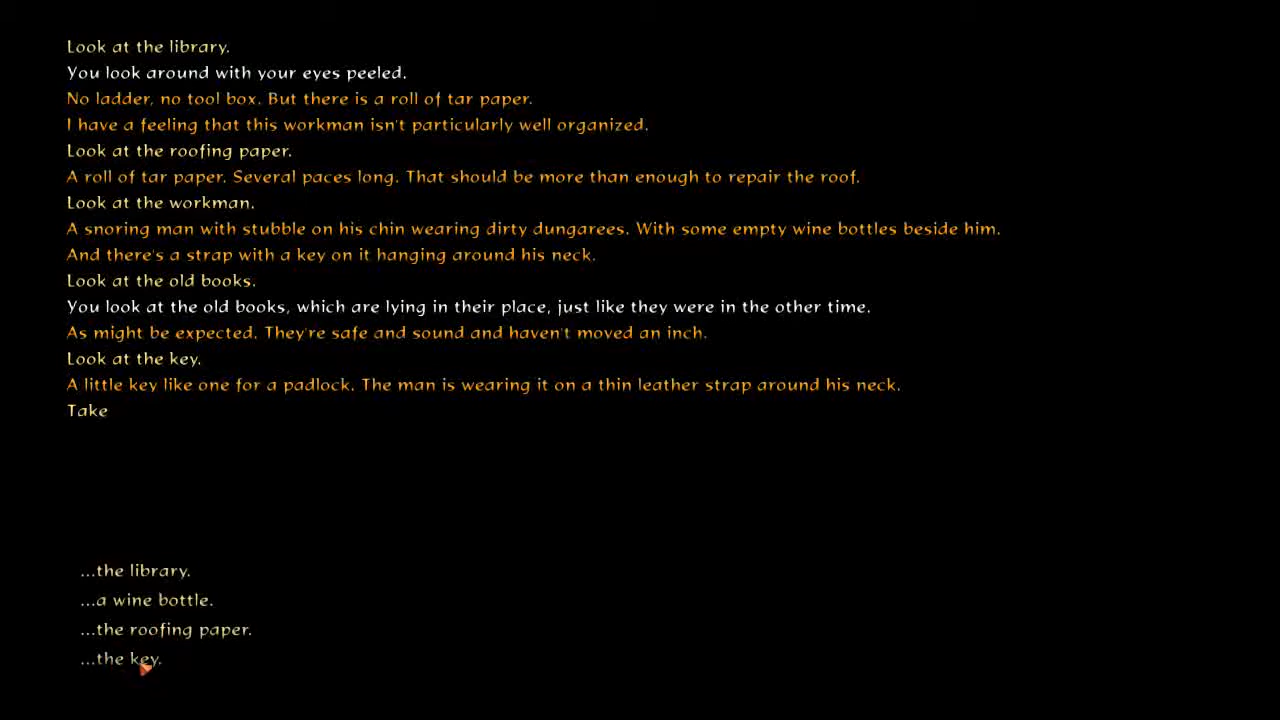 Look at the library.
You look around with your eyes peeled.
No ladder, no tool box. But there is a roll of tar paper.
I have a feeling that this workman isn't particularly well organized.
Look at the roofing paper.
A roll of tar paper. Several paces long. That should be more than enough to repair the roof.
Look at the workman.
A snoring man with stubble on his chin wearing dirty dungarees. With some empty wine bottles beside him.
And there's a strap with a key on it hanging around his neck.
Look at the old books.
You look at the old books, which are lying in their place, just like they were in the other time.
As might be expected. They're safe and sound and haven't moved an inch.
Look at the key.
A little key like one for a padlock. The man is wearing it on a thin leather strap around his neck.
Take
...the library.
...a wine bottle.
...the roofing paper.
...the key.